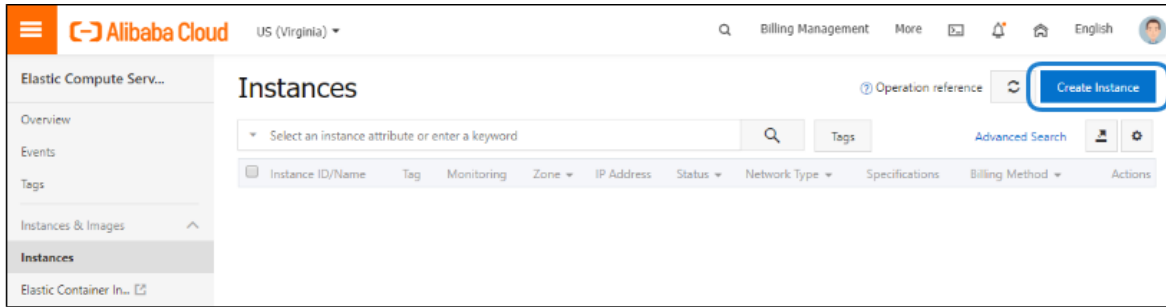 Alibaba Cloud US (Virginia) Billing Management More English
Elastic Compute Serv...
Instances
Operation reference Create Instance
Overview
Select an instance attribute or enter a keyword Tags Advanced Search
Events
Instance ID/Name Tag Monitoring Zone IP Address Status Network Type Specifications Billing Method Actions
Tags
Instances & Images
Instances
Elastic Container In...